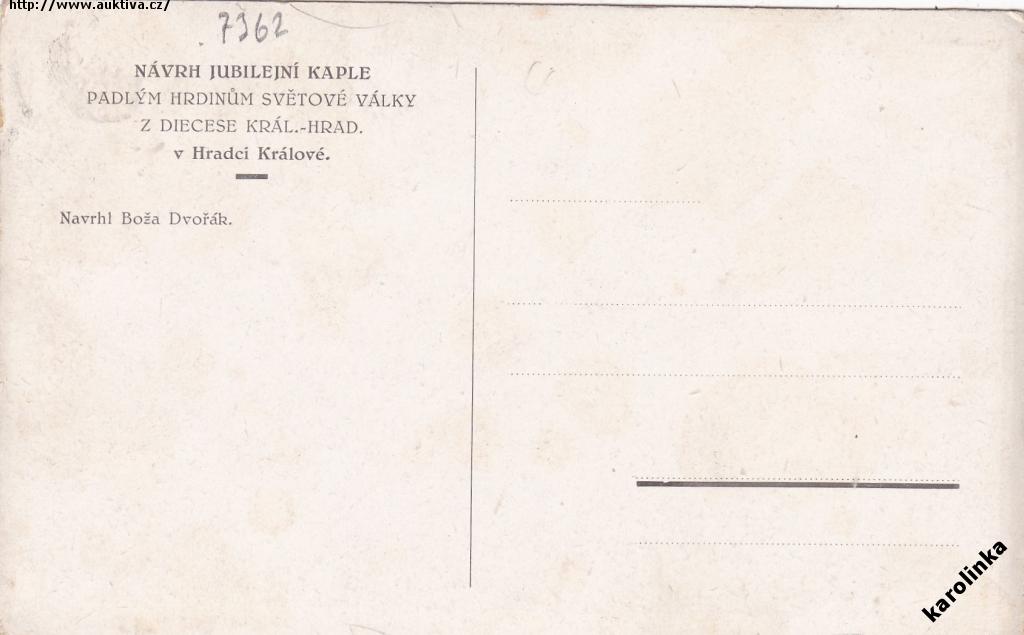 http://www.auktiva.cz/
7362
NÁVRH JUBILEJNÍ KAPLE
PADLÝM HRDINŮM SVĚTOVÉ VÁLKY
Z DIECESE KRÁL.-HRAD.
v Hradci Králové.
Navrhl Boža Dvořák.
karolinka